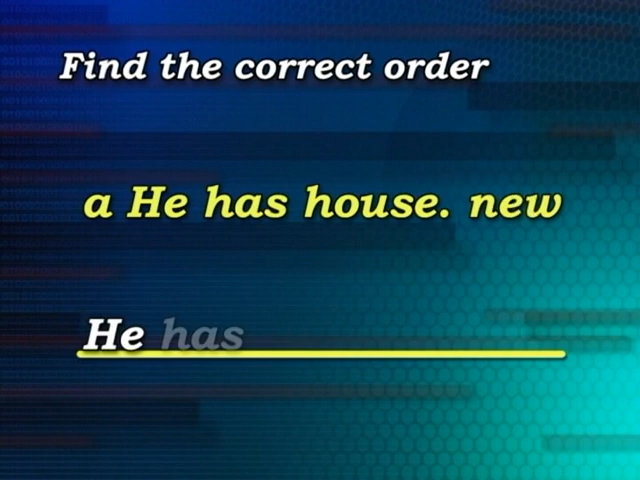 Find the correct order
a He has house. new
He has